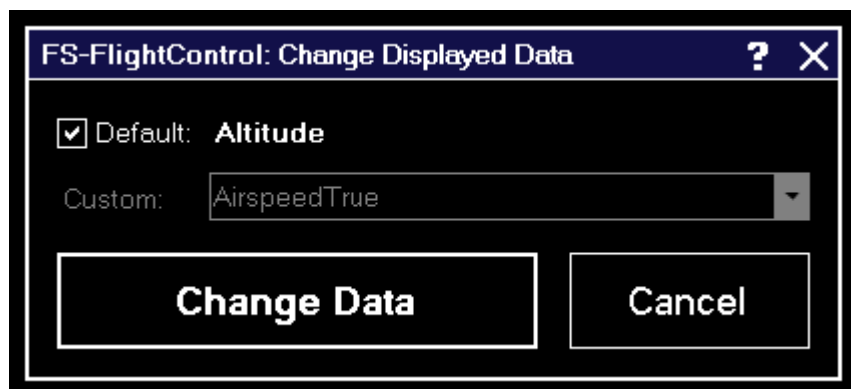 FS-FlightControl: Change Displayed Data ? X
Default: Altitude
Custom: AirspeedTrue
Change Data Cancel